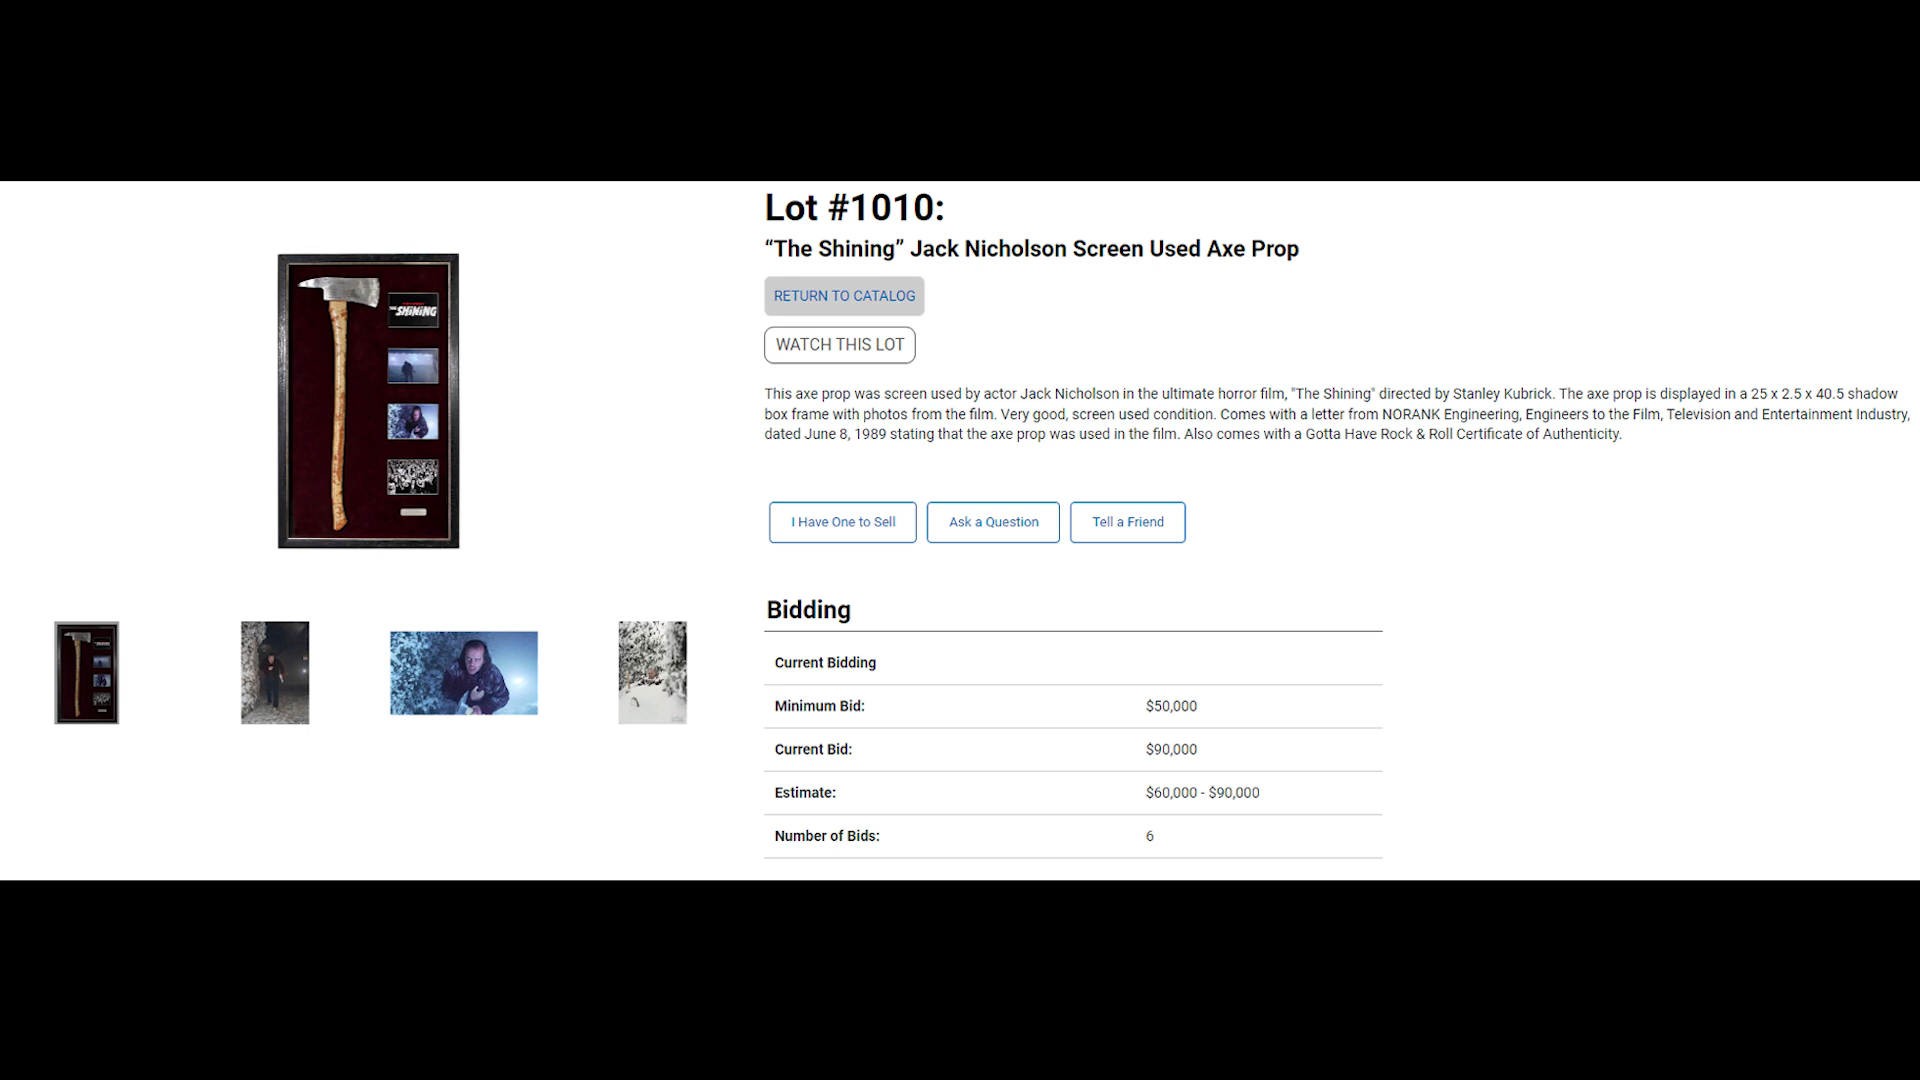 Lot #1010:
“The Shining” Jack Nicholson Screen Used Axe Prop
RETURN TO CATALOG
WATCH THIS LOT
This axe prop was screen used by actor Jack Nicholson in the ultimate horror film, "The Shining" directed by Stanley Kubrick. The axe prop is displayed in a 25 x 2.5 x 40.5 shadow
box frame with photos from the film. Very good, screen used condition. Comes with a letter from NORANK Engineering, Engineers to the Film, Television and Entertainment Industry,
dated June 8, 1989 stating that the axe prop was used in the film. Also comes with a Gotta Have Rock & Roll Certificate of Authenticity.
I Have One to Sell Ask a Question Tell a Friend
Bidding
Current Bidding
Minimum Bid: $50,000
Current Bid: $90,000
Estimate: $60,000 - $90,000
Number of Bids: 6
SHiNiNG